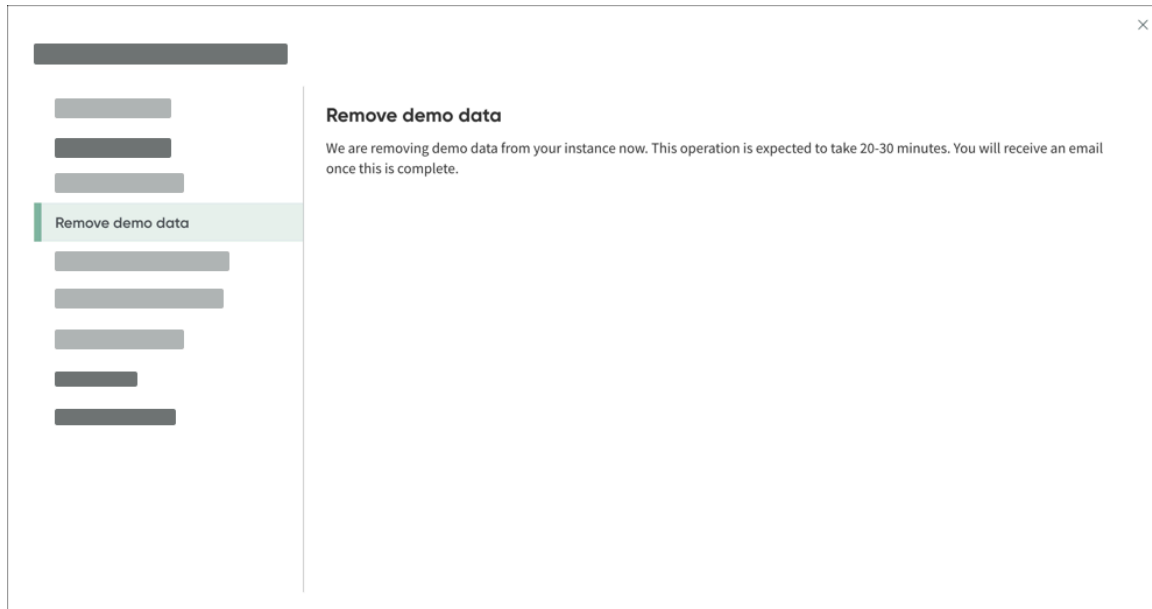 Remove demo data
We are removing demo data from your instance now. This operation is expected to take 20-30 minutes. You will receive an email
once this is complete.
Remove demo data